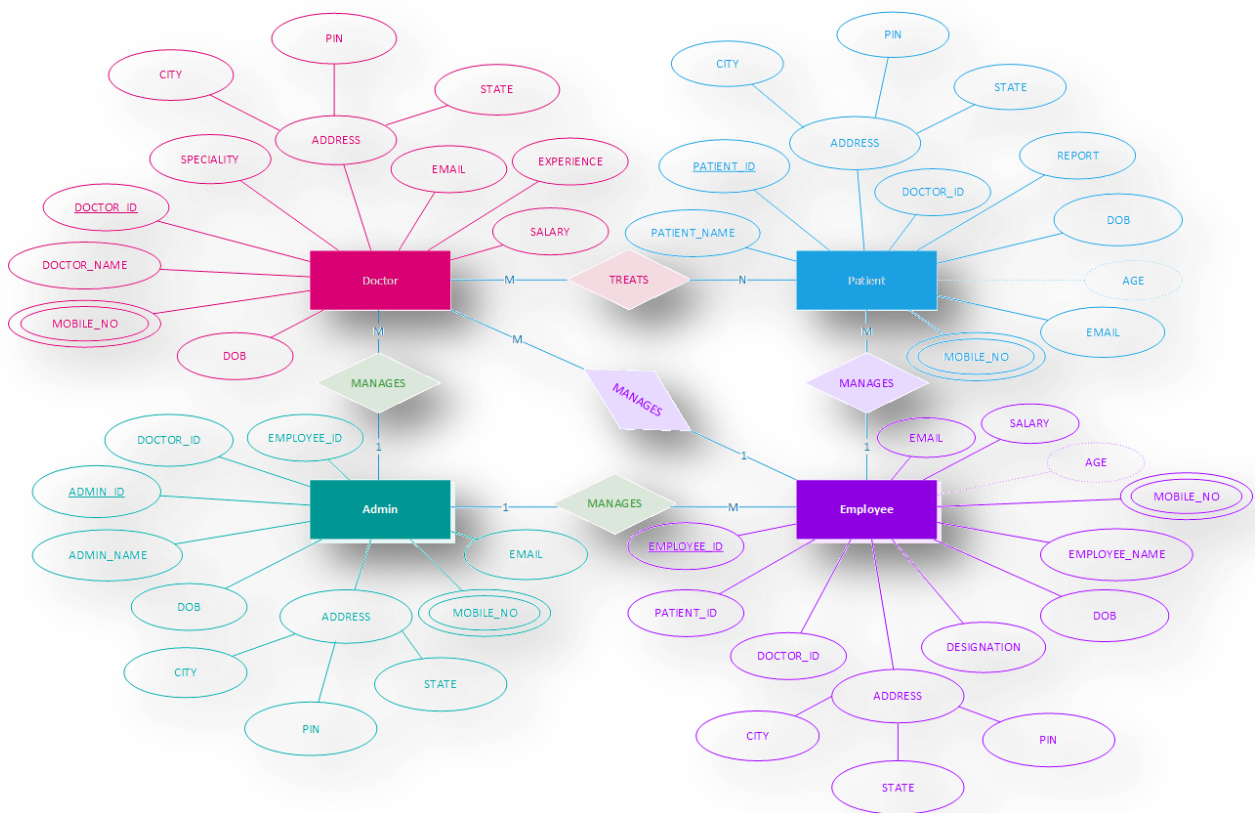 PIN
CITY
STATE
ADDRESS
SPECIALITY
EMAIL
EXPERIENCE
DOCTOR_ID
SALARY
DOCTOR_NAME
Doctor
MOBILE_NO
DOB
M
TREATS
N
PIN
CITY
STATE
ADDRESS
PATIENT_ID
REPORT
DOCTOR_ID
DOB
PATIENT_NAME
Patient
AGE
EMAIL
MOBILE_NO
M
MANAGES
1
M
MANAGES
1
M
MANAGES
1
DOCTOR_ID
EMPLOYEE_ID
ADMIN_ID
Admin
ADMIN_NAME
EMAIL
DOB
MOBILE_NO
ADDRESS
CITY
STATE
PIN
1
MANAGES
M
EMAIL
SALARY
AGE
MOBILE_NO
Employee
EMPLOYEE_ID
EMPLOYEE_NAME
PATIENT_ID
DOB
DOCTOR_ID
DESIGNATION
ADDRESS
CITY
PIN
STATE